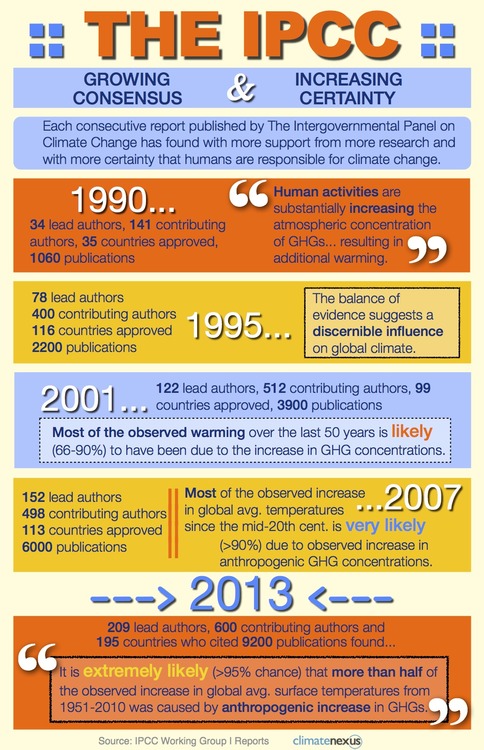 THE IPCC
GROWING CONSENSUS & INCREASING CERTAINTY
Each consecutive report published by The Intergovernmental Panel on
Climate Change has found with more support from more research and
with more certainty that humans are responsible for climate change.
1990...
34 lead authors, 141 contributing
authors, 35 countries approved,
1060 publications
“ Human activities are
substantially increasing the
atmospheric concentration
of GHGs... resulting in
additional warming. ”
78 lead authors
400 contributing authors
116 countries approved
2200 publications
1995...
The balance of
evidence suggests a
discernible influence
on global climate.
2001...
122 lead authors, 512 contributing authors, 99
countries approved, 3900 publications
Most of the observed warming over the last 50 years is likely
(66-90%) to have been due to the increase in GHG concentrations.
152 lead authors
498 contributing authors
113 countries approved
6000 publications
...2007
Most of the observed increase
in global avg. temperatures
since the mid-20th cent. is very likely
(>90%) due to observed increase in
anthropogenic GHG concentrations.
---> 2013 <---
209 lead authors, 600 contributing authors and
195 countries who cited 9200 publications found...
“ It is extremely likely (>95% chance) that more than half of
the observed increase in global avg. surface temperatures from
1951-2010 was caused by anthropogenic increase in GHGs. ”
Source: IPCC Working Group I Reports
climatenexus